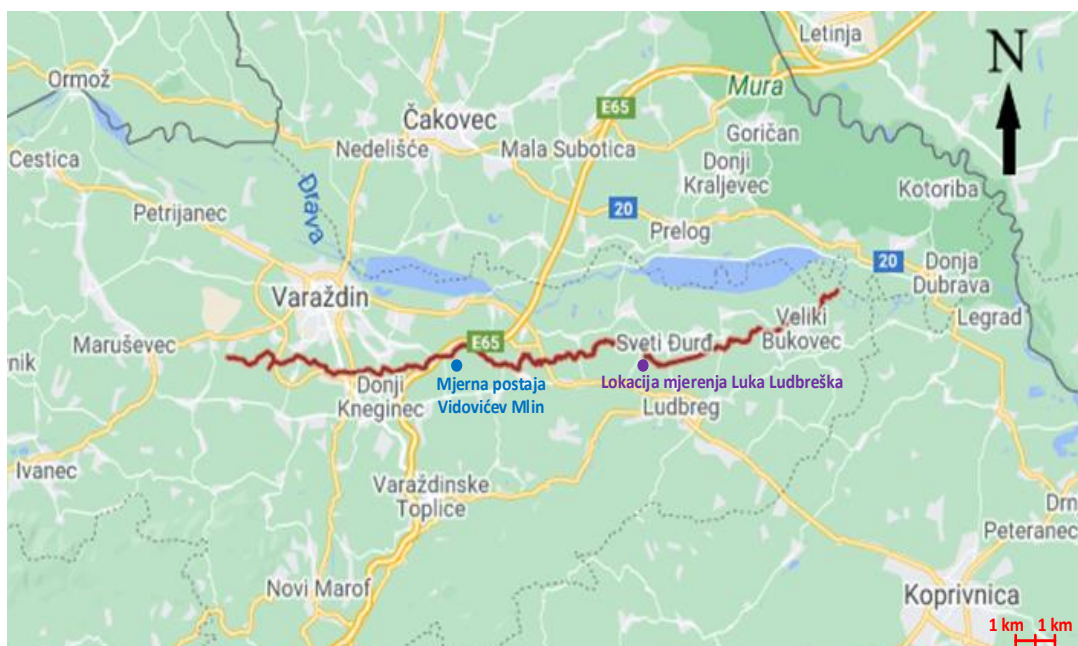 Letinja
N
Ormož
Mura
E65
Čakovec
Goričan
Nedelišće
Mala Subotica
Cestica
Donji
Kraljevec
Kotoriba
Drava
Petrijanec
20
Prelog
20
Donja
Dubrava
Varaždin
Legrad
Veliki
Bukovec
Maruševec
E65
Sveti Đurđ
rnik
Donji
Kneginec
Mjerna postaja
Vidovićev Mlin
Lokacija mjerenja Luka Ludbreška
Ludbreg
Ivanec
Varaždinske
Toplice
Drn
Peteranec
Novi Marof
Koprivnica
1 km 1 km